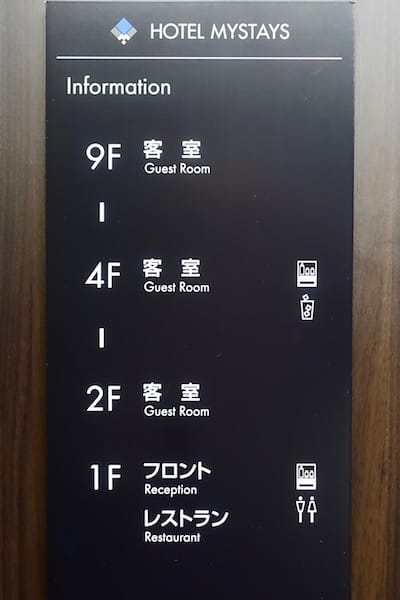 HOTEL MYSTAYS
Information
9F 客 室
Guest Room
4F 客 室
Guest Room
2F 客 室
Guest Room
1F フロント
Reception
レストラン
Restaurant